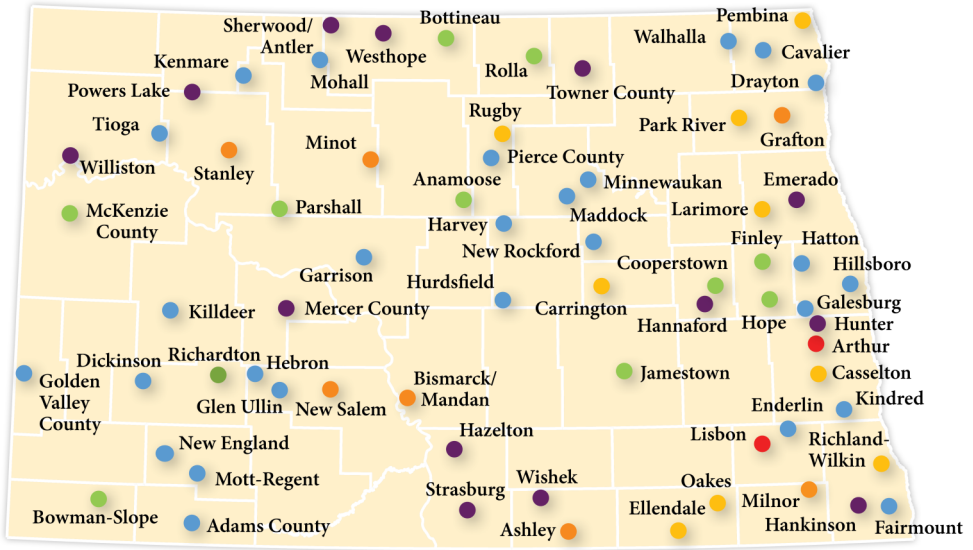 Sherwood/
Antler
Westhope
Bottineau
Pembina
Walhalla
Cavalier
Kenmare
Mohall
Rolla
Towner County
Drayton
Powers Lake
Rugby
Park River
Grafton
Tioga
Minot
Pierce County
Williston
Stanley
Anamoose
Minnewaukan
Emerado
McKenzie
County
Parshall
Harvey
Maddock
Larimore
New Rockford
Finley
Hatton
Garrison
Hurdsfield
Cooperstown
Hillsboro
Killdeer
Mercer County
Carrington
Hannaford
Hope
Galesburg
Hunter
Arthur
Dickinson
Richardton
Hebron
Golden
Valley
County
Glen Ullin
New Salem
Bismarck/
Mandan
Jamestown
Casselton
Enderlin
Kindred
New England
Hazelton
Lisbon
Richland-
Wilkin
Mott-Regent
Strasburg
Wishek
Oakes
Milnor
Bowman-Slope
Adams County
Ashley
Ellendale
Hankinson
Fairmount